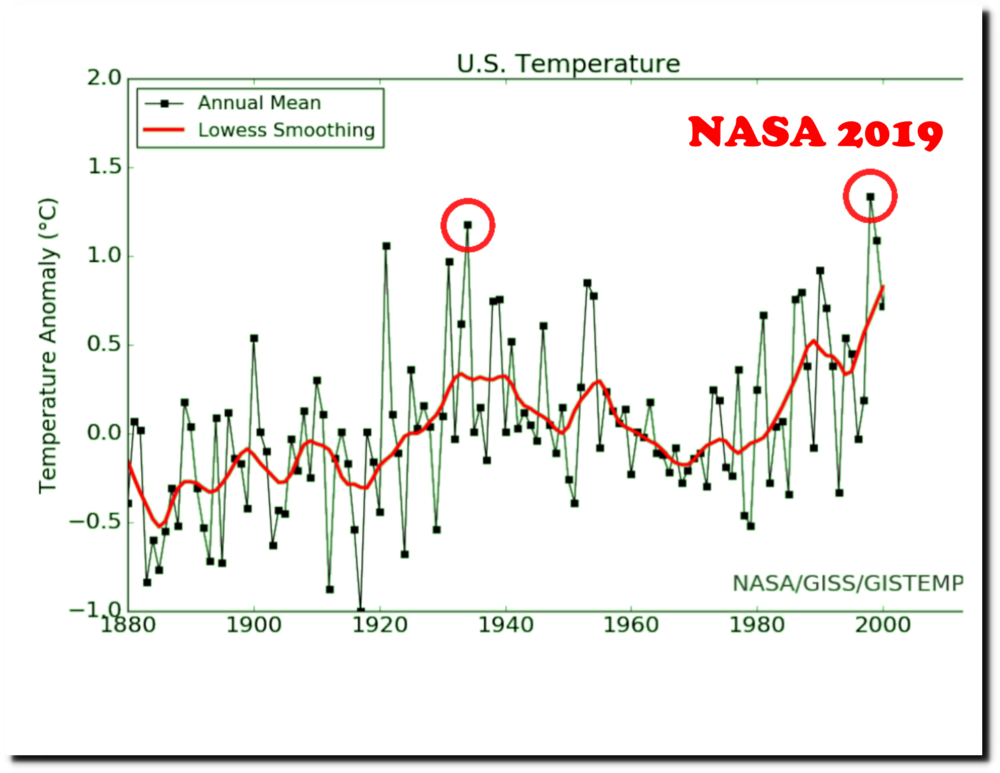 U.S. Temperature
2.0
Annual Mean
Lowess Smoothing
NASA 2019
1.5
1.0
0.5
0.0
−0.5
−1.0
Temperature Anomaly (°C)
NASA/GISS/GISTEMP
1880 1900 1920 1940 1960 1980 2000